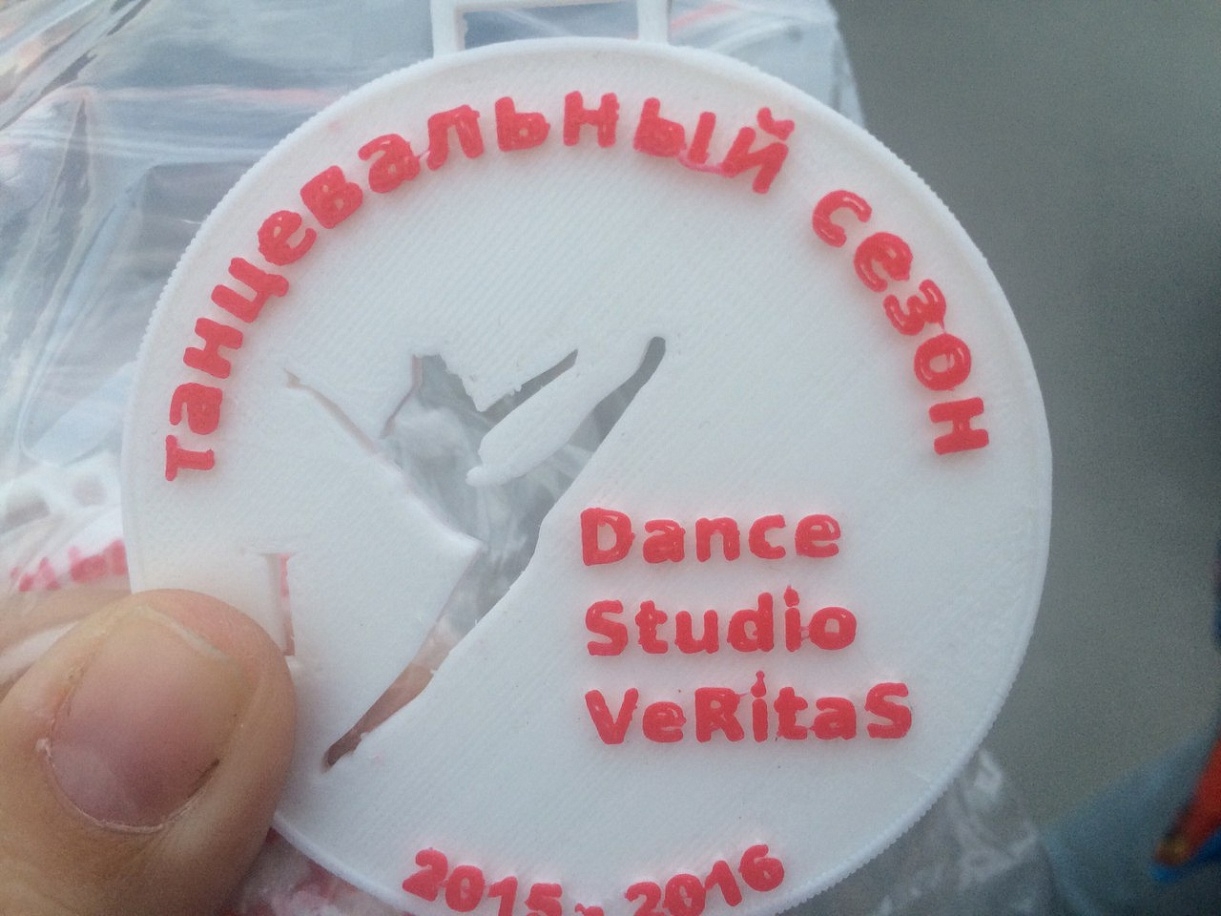 танцевальный сезон
Dance
Studio
VeRitaS
2015-2016